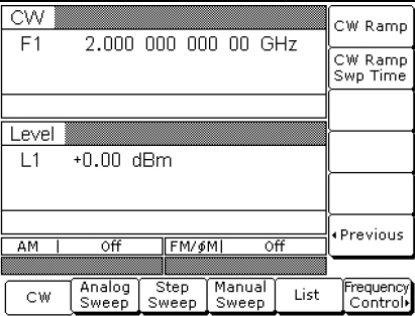 CW
F1 2.000 000 000 00 GHz
Level
L1 +0.00 dBm
AM | Off FM/ϕM| Off
CW Ramp
CW Ramp
Swp Time
◂Previous
CW
Analog
Sweep
Step
Sweep
Manual
Sweep
List
Frequency
Control▸